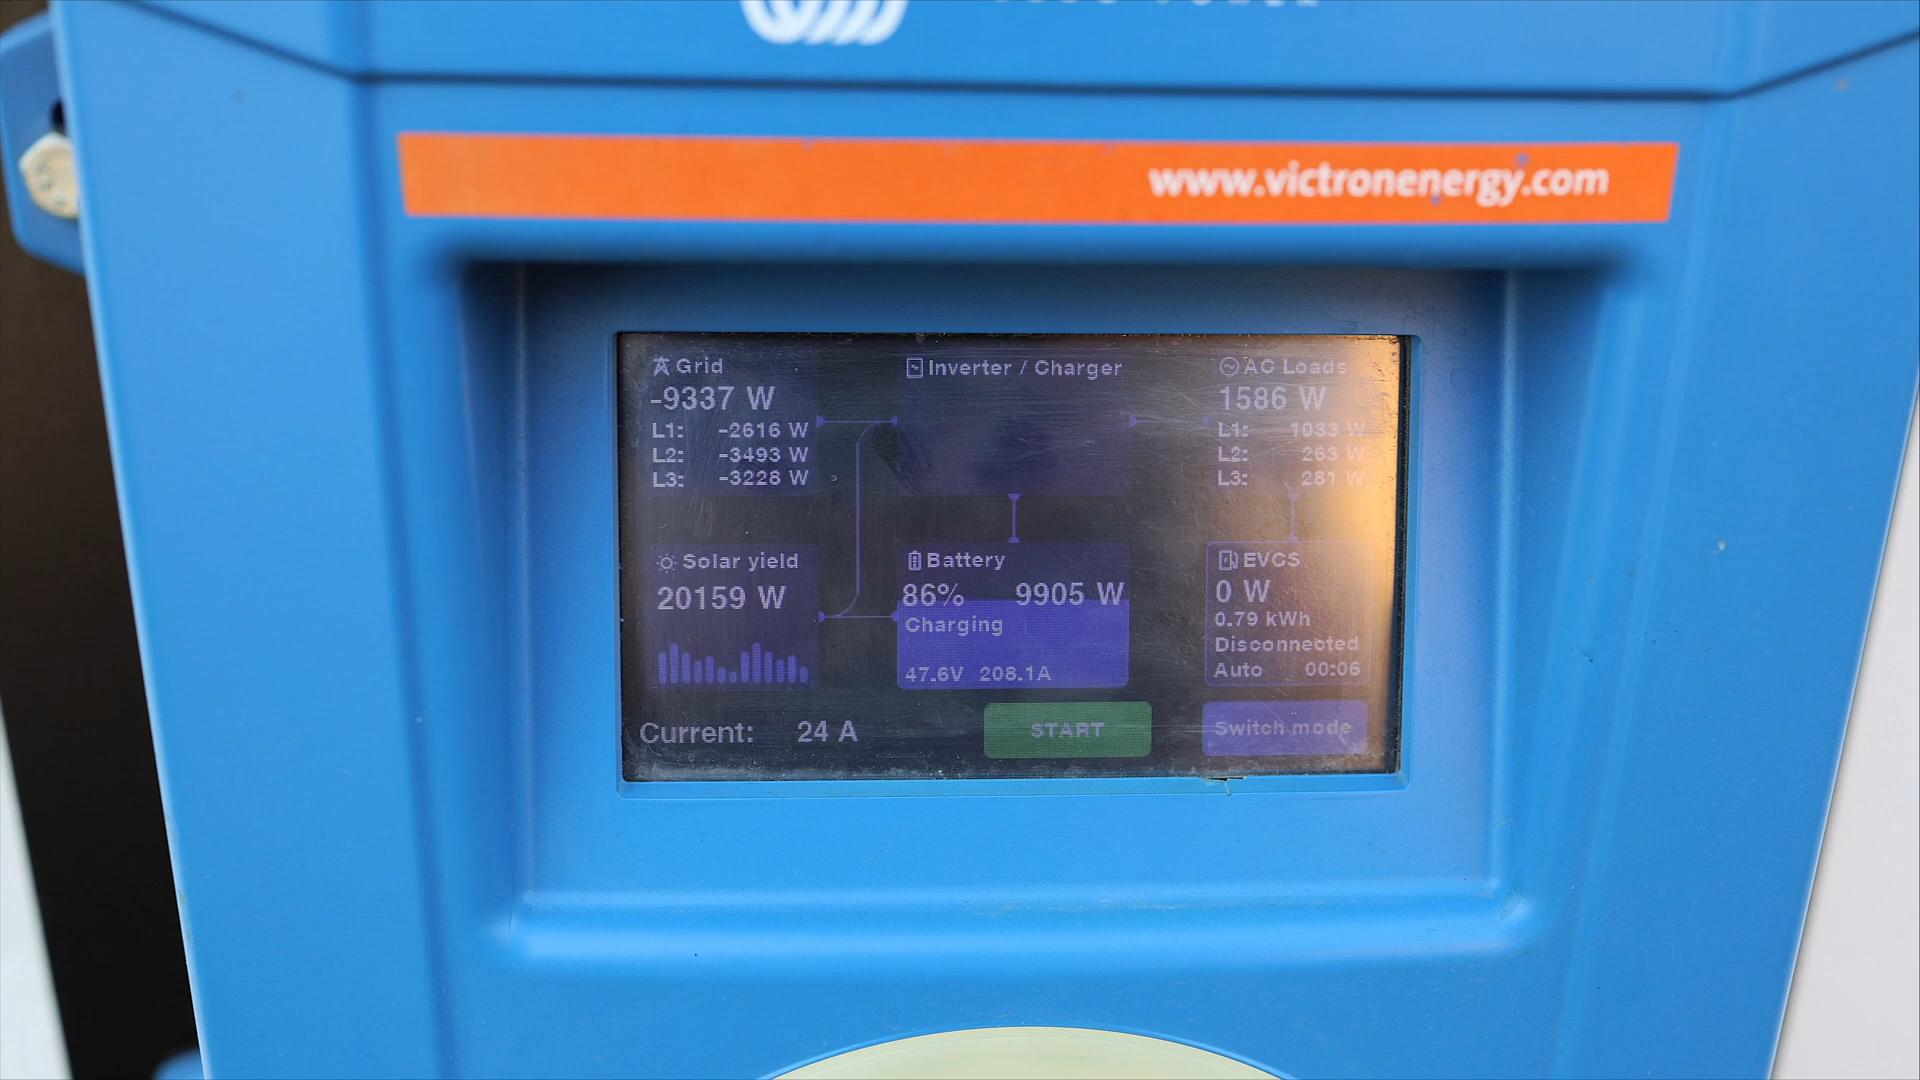 www.victronenergy.com
Grid
-9337 W
L1: -2616 W
L2: -3493 W
L3: -3228 W
Inverter / Charger
AC Loads
1586 W
L1: 1033 W
L2: 263 W
L3: 281 W
Solar yield
20159 W
Battery
86% 9905 W
Charging
47.6V 208.1A
EVCS
0 W
0.79 kWh
Disconnected
Auto 00:06
Current: 24 A
START
Switch mode